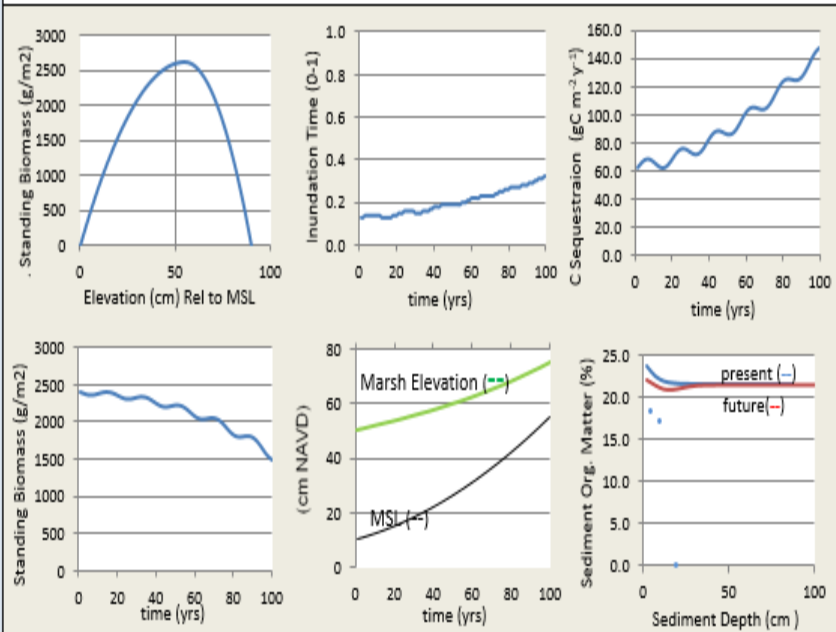 . Standing Biomass (g/m2)
3000
2500
2000
1500
1000
500
0
0 50 100
Elevation (cm) Rel to MSL
Inundation Time (0-1)
1.0
0.8
0.6
0.4
0.2
0.0
0 20 40 60 80 100
time (yrs)
C Sequestraion (gC m⁻² y⁻¹)
160.0
140.0
120.0
100.0
80.0
60.0
40.0
20.0
0.0
0 20 40 60 80 100
time (yrs)
Standing Biomass (g/m2)
3000
2500
2000
1500
1000
500
0
0 20 40 60 80 100
time (yrs)
(cm NAVD)
80
60
40
20
0
Marsh Elevation (--)
MSL (--)
0 20 40 60 80 100
time (yrs)
Sediment Org. Matter (%)
25.0
20.0
15.0
10.0
5.0
0.0
present (--)
future(--)
0 50 100
Sediment Depth (cm )